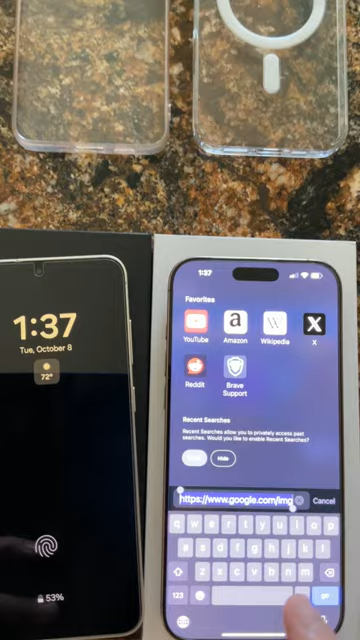 1:37
Tue, October 8
72°
53%
1:37
Favorites
YouTube
a
Amazon
W
Wikipedia
X
X
Reddit
Brave
Support
Recent Searches
Recent Searches allow you to privately access past
searches. Would you like to enable Recent Searches?
Hide
https://www.google.com/img
Cancel
q w e r t y u i o p
a s d f g h j k l
z x c v b n m
123
go